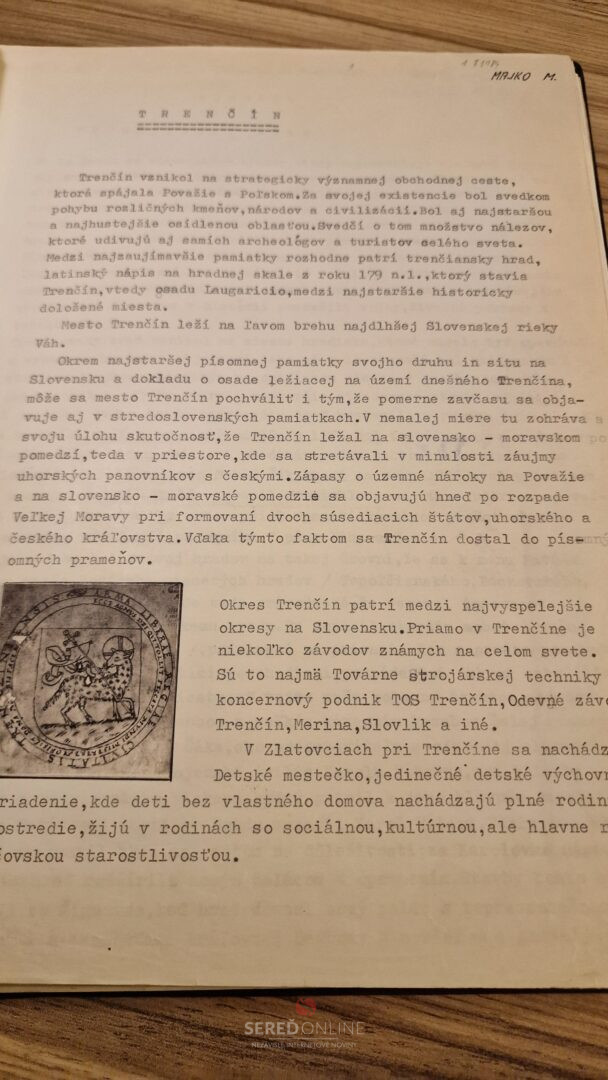 MAJKO M.
T R E N Č Í N
Trenčín vznikol na strategicky významnej obchodnej ceste,
ktorá spájala Považie s Poľskom.Za svojej existencie bol svedkom
pohybu rozličných kmeňov,národov a civilizácií.Bol aj najstaršou
a najhustejšie osídlenou oblasťou.Svedčí o tom množstvo nálezov,
ktoré udivujú aj samích archeológov a turistov celého sveta.
Medzi najzaujímavšie pamiatky rozhodne patrí trenčiansky hrad,
latinský nápis na hradnej skale z roku 179 n.l.,ktorý stavia
Trenčín,vtedy osadu Laugaricio,medzi najstaršie historicky
doložené miesta.
Mesto Trenčín leží na ľavom brehu najdlhšej Slovenskej rieky
Váh.
Okrem najstaršej písomnej pamiatky svojho druhu in situ na
Slovensku a dokladu o osade ležiacej na území dnešného Trenčína,
môže sa mesto Trenčín pochváliť i tým,že pomerne zavčasu sa obja-
vuje aj v stredoslovenských pamiatkach.V nemalej miere tu zohráva
svoju úlohu skutočnosť,že Trenčín ležal na slovensko - moravskom
pomedzí,teda v priestore,kde sa stretávali v minulosti záujmy
uhorských panovníkov s českými.Zápasy o územné nároky na Považie
a na slovensko - moravské pomedzie sa objavujú hneď po rozpade
Veľkej Moravy pri formovaní dvoch súsediacich štátov,uhorského a
českého kráľovstva.Vďaka týmto faktom sa Trenčín dostal do pís-
omných prameňov.
Okres Trenčín patrí medzi najvyspelejšie
okresy na Slovensku.Priamo v Trenčíne je
niekoľko závodov známych na celom svete.
Sú to najmä Továrne strojárskej techniky
koncernový podnik TOS Trenčín,Odevné závo
Trenčín,Merina,Slovlik a iné.
V Zlatovciach pri Trenčíne sa nachádz
Detské mestečko,jedinečné detské výchovn
riadenie,kde deti bez vlastného domova nachádzajú plné rodin
ostredie,žijú v rodinách so sociálnou,kultúrnou,ale hlavne r
ovskou starostlivosťou.
SEREĎONLINE
NEZÁVISLÉ INTERNETOVÉ NOVINY